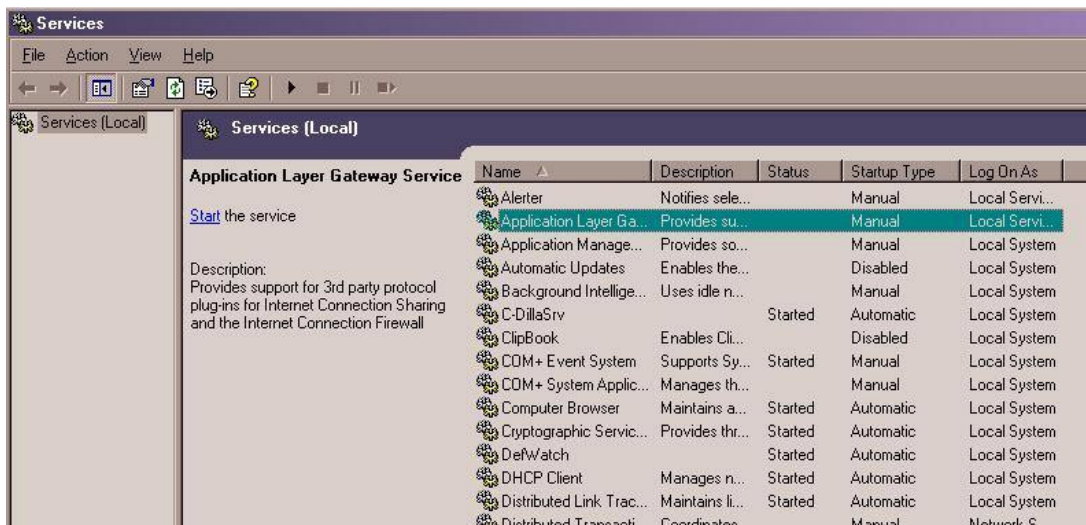 Services
File Action View Help
Services (Local)
Services (Local)
Application Layer Gateway Service
Start the service
Description:
Provides support for 3rd party protocol
plug-ins for Internet Connection Sharing
and the Internet Connection Firewall
Name Description Status Startup Type Log On As
Alerter Notifies sele... Manual Local Servi...
Application Layer Ga... Provides su... Manual Local Servi...
Application Manage... Provides so... Manual Local System
Automatic Updates Enables the... Disabled Local System
Background Intellige... Uses idle n... Manual Local System
C-DillaSrv Started Automatic Local System
ClipBook Enables Cli... Disabled Local System
COM+ Event System Supports Sy... Started Manual Local System
COM+ System Applic... Manages th... Manual Local System
Computer Browser Maintains a... Started Automatic Local System
Cryptographic Servic... Provides thr... Started Automatic Local System
DefWatch Started Automatic Local System
DHCP Client Manages n... Started Automatic Local System
Distributed Link Trac... Maintains li... Started Automatic Local System
Distributed Transacti... Coordinates... Manual Network S...